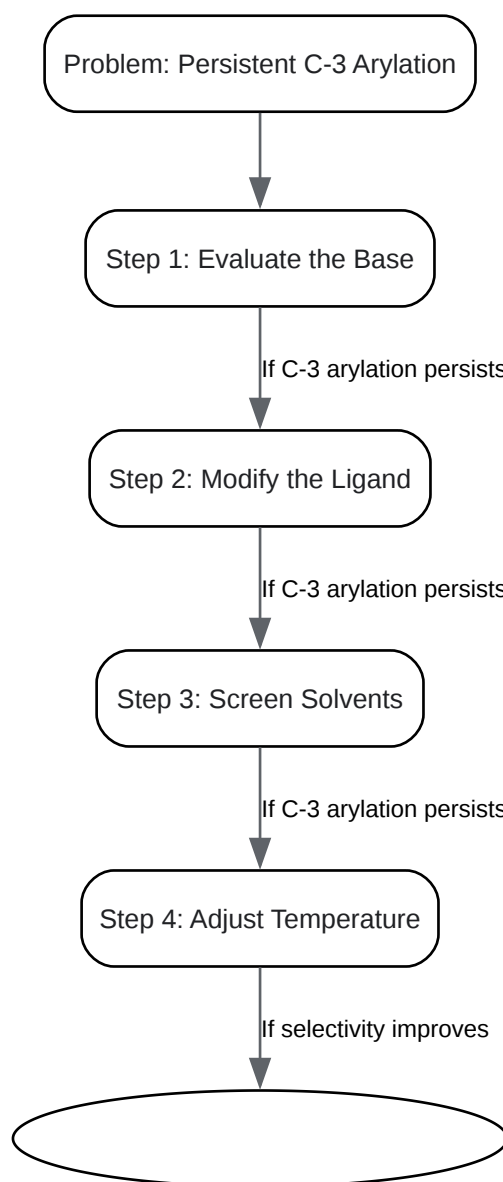 Problem: Persistent C-3 Arylation
Step 1: Evaluate the Base
If C-3 arylation persists
Step 2: Modify the Ligand
If C-3 arylation persists
Step 3: Screen Solvents
If C-3 arylation persists
Step 4: Adjust Temperature
If selectivity improves